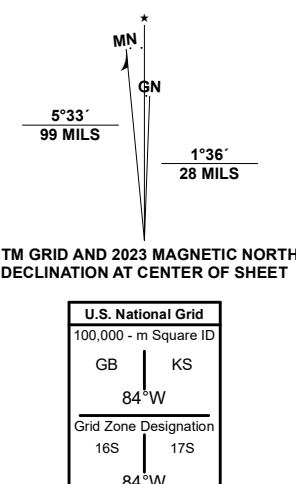 MN
GN
5°33´
99 MILS
1°36´
28 MILS
TM GRID AND 2023 MAGNETIC NORTH
DECLINATION AT CENTER OF SHEET
U.S. National Grid
100,000 - m Square ID
GB KS
84°W
Grid Zone Designation
16S 17S
84°W